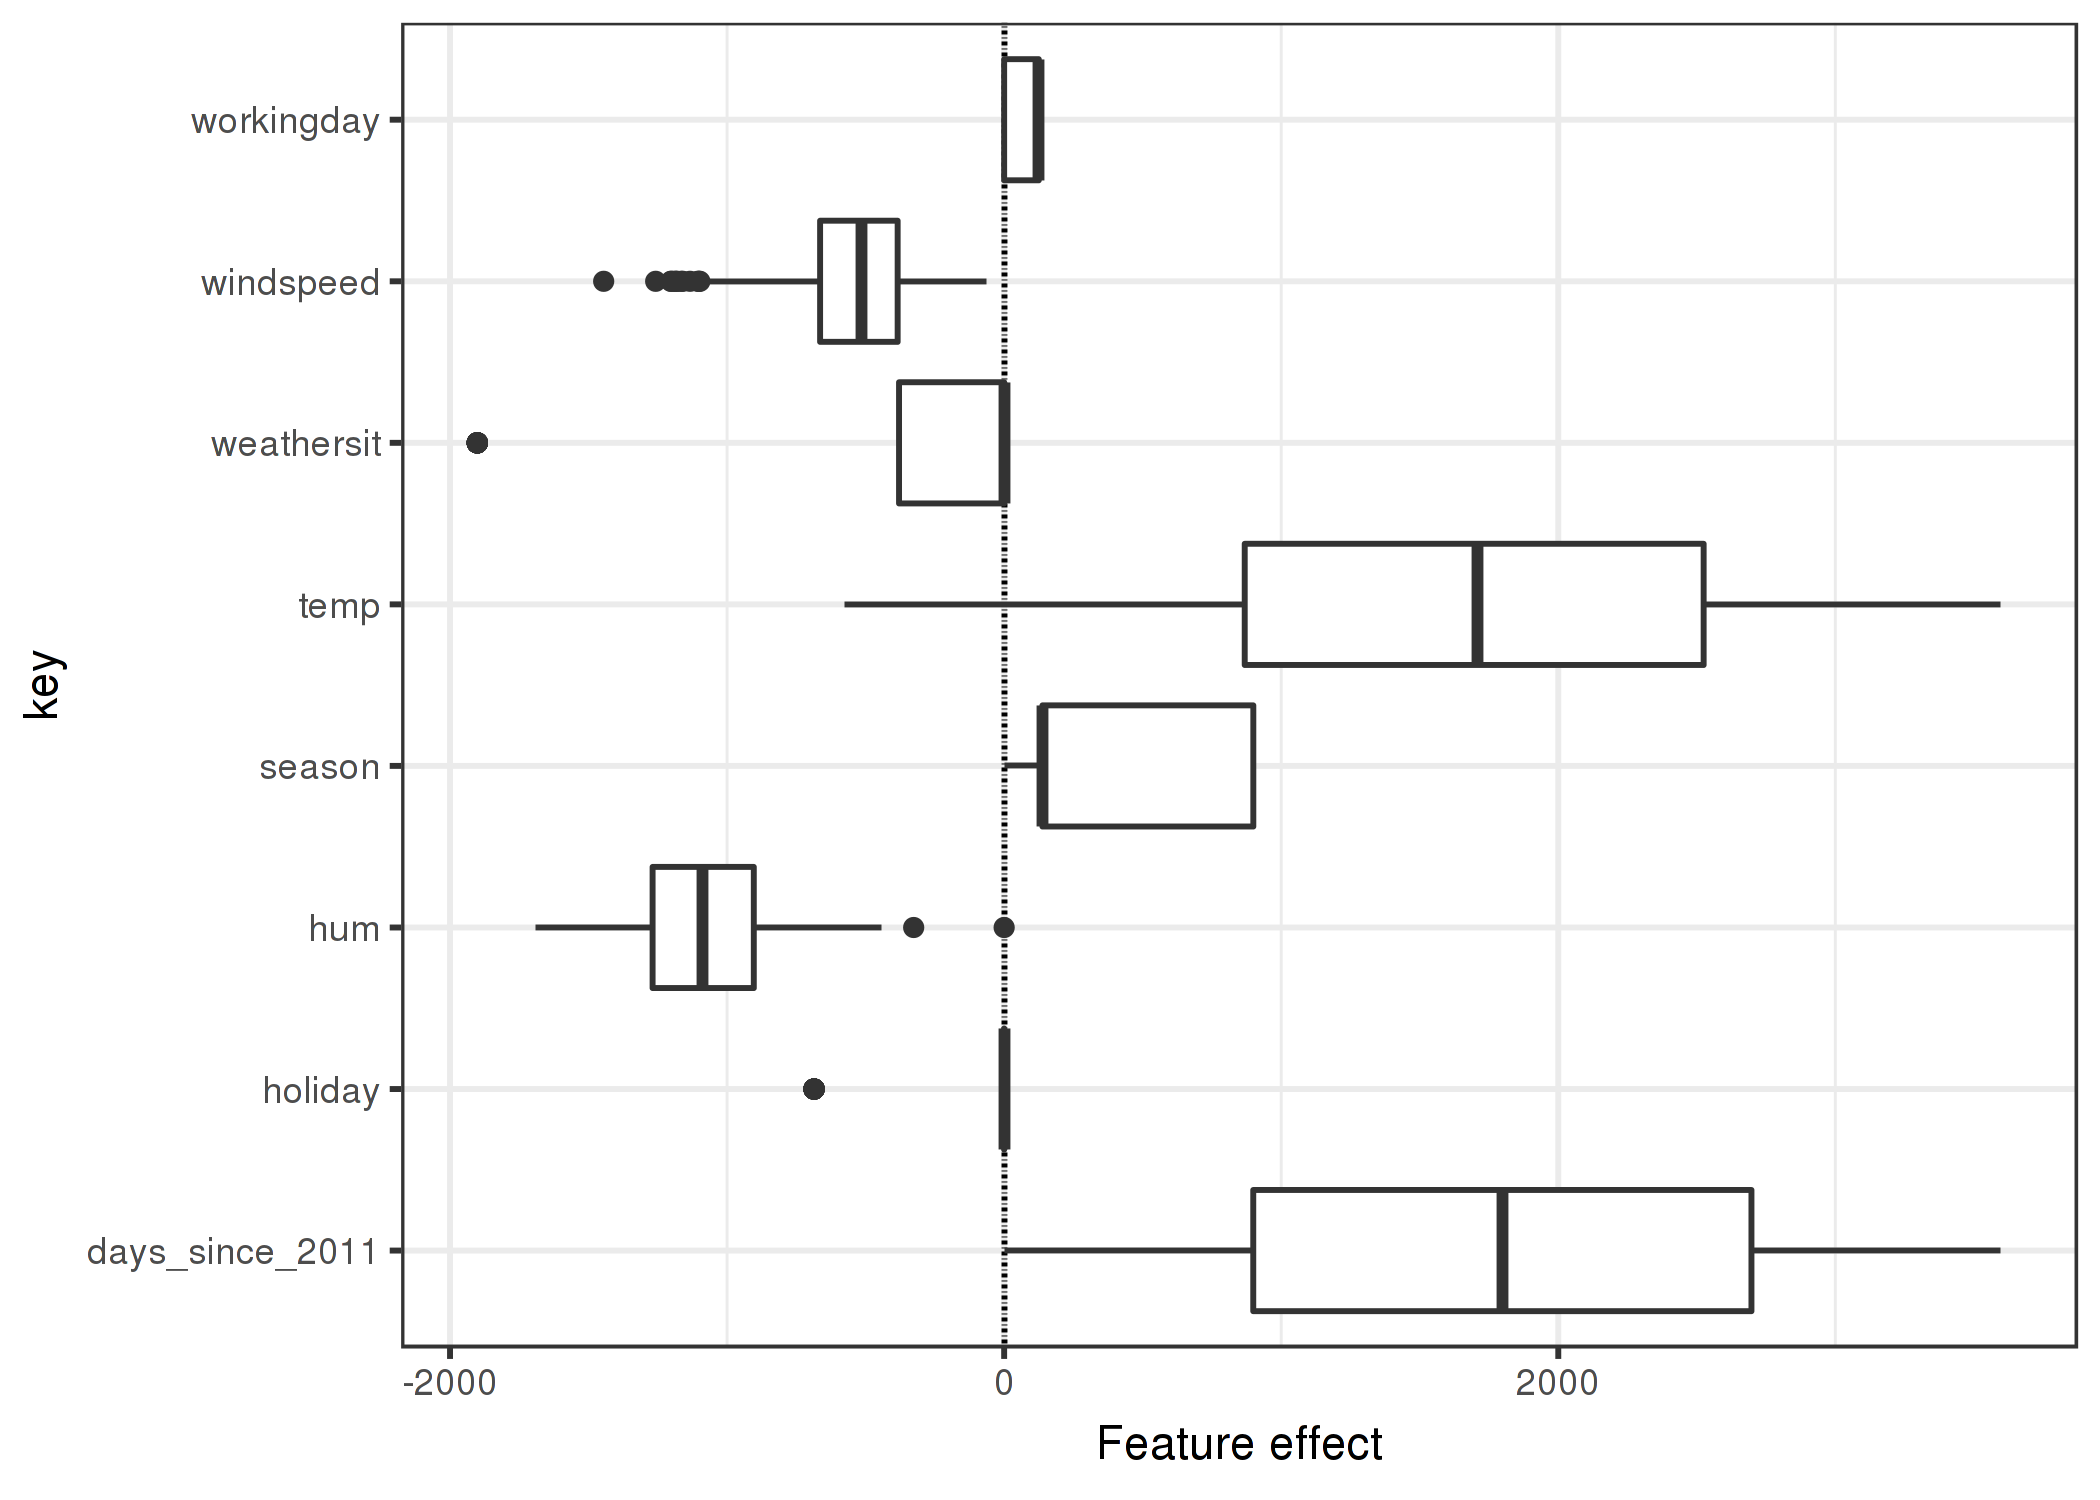 workingday
windspeed
weathersit
temp
season
hum
holiday
days_since_2011
key
-2000
0
2000
Feature effect